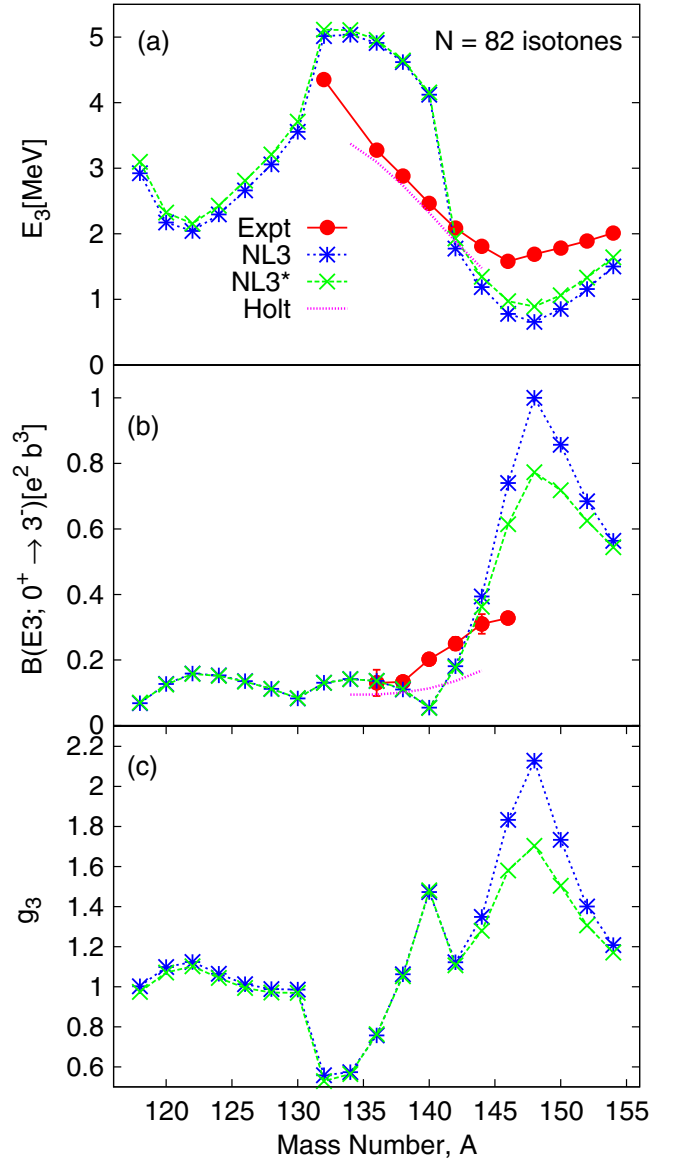 (a)
N = 82 isotones
5
4
3
2
1
0
E₃[MeV]
Expt
NL3
NL3*
Holt
(b)
1
0.8
0.6
0.4
0.2
0
B(E3; 0⁺ → 3⁻)[e² b³]
(c)
2.2
2
1.8
1.6
1.4
1.2
1
0.8
0.6
g₃
120 125 130 135 140 145 150 155
Mass Number, A